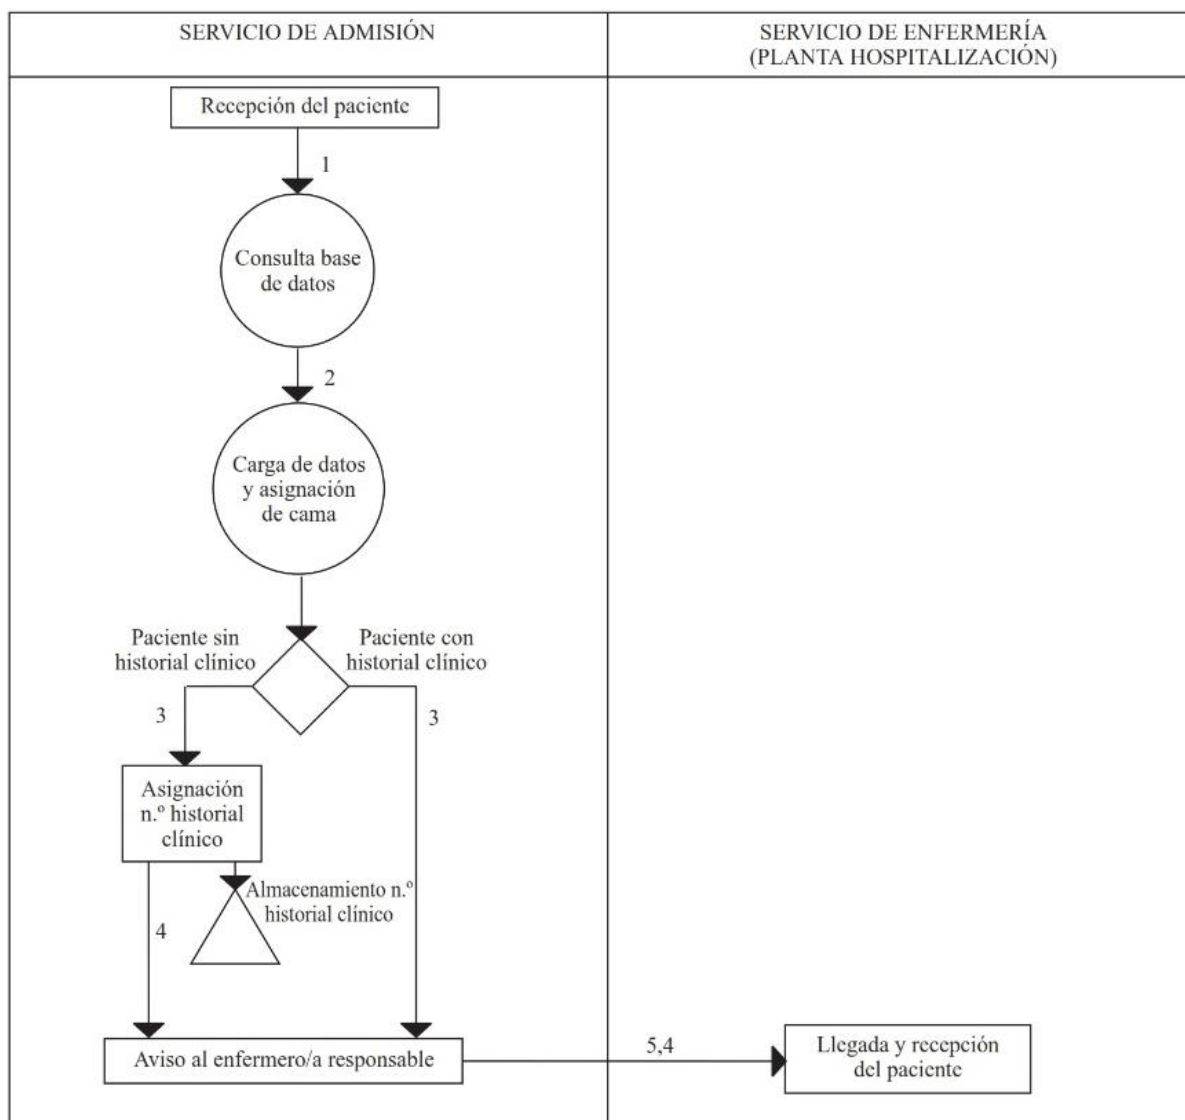 SERVICIO DE ADMISIÓN
SERVICIO DE ENFERMERÍA
(PLANTA HOSPITALIZACIÓN)
Recepción del paciente
1
Consulta base
de datos
2
Carga de datos
y asignación
de cama
Paciente sin
historial clínico
Paciente con
historial clínico
3
3
Asignación
n.º historial
clínico
Almacenamiento n.º
historial clínico
4
Aviso al enfermero/a responsable
5,4
Llegada y recepción
del paciente